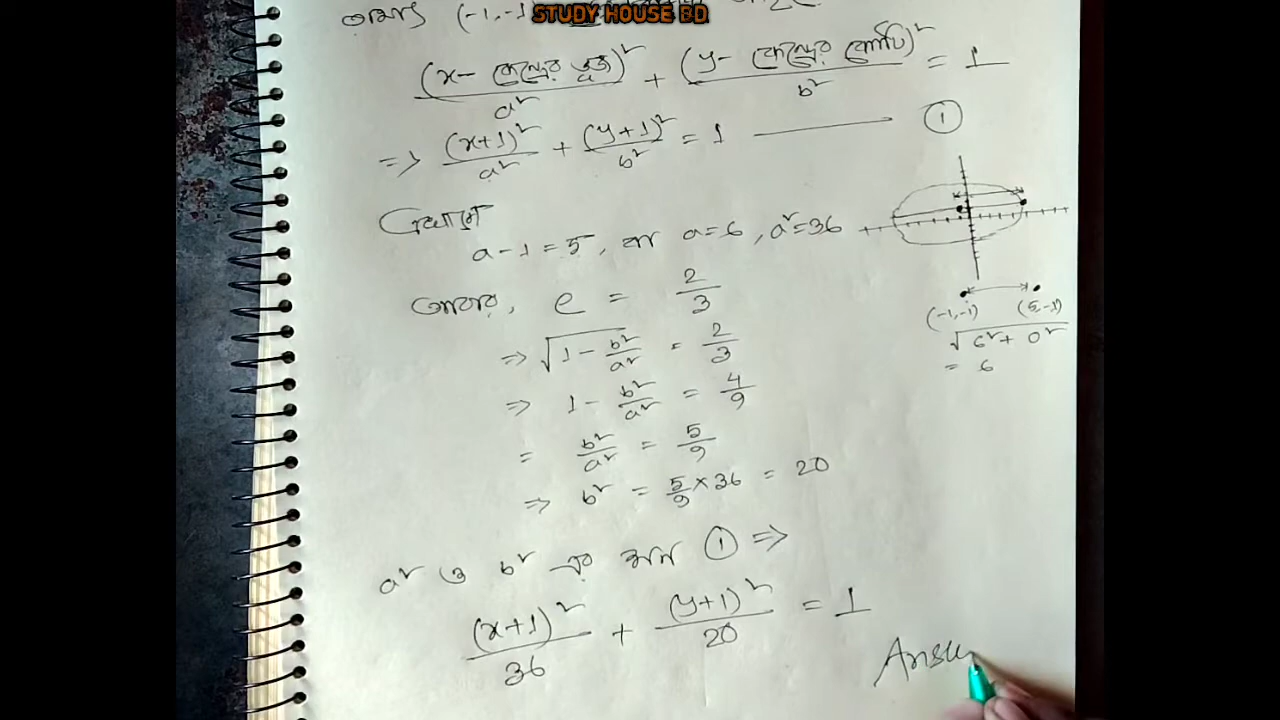 STUDY HOUSE BD
(-1,-1)
(x- কেন্দ্রের ভুজ)²/a² + (y- কেন্দ্রের কোটি)²/b² = 1
=> (x+1)²/a² + (y+1)²/b² = 1 ——— ①
a-1=5, বা a=6, a²=36
আবার, e = 2/3
=> √(1 - b²/a²) = 2/3
=> 1 - b²/a² = 4/9
= b²/a² = 5/9
=> b² = 5/9 × 36 = 20
a² ও b² এর মান ① =>
(x+1)²/36 + (y+1)²/20 = 1
(-1,-1) (5,-1)
√6²+0²
= 6